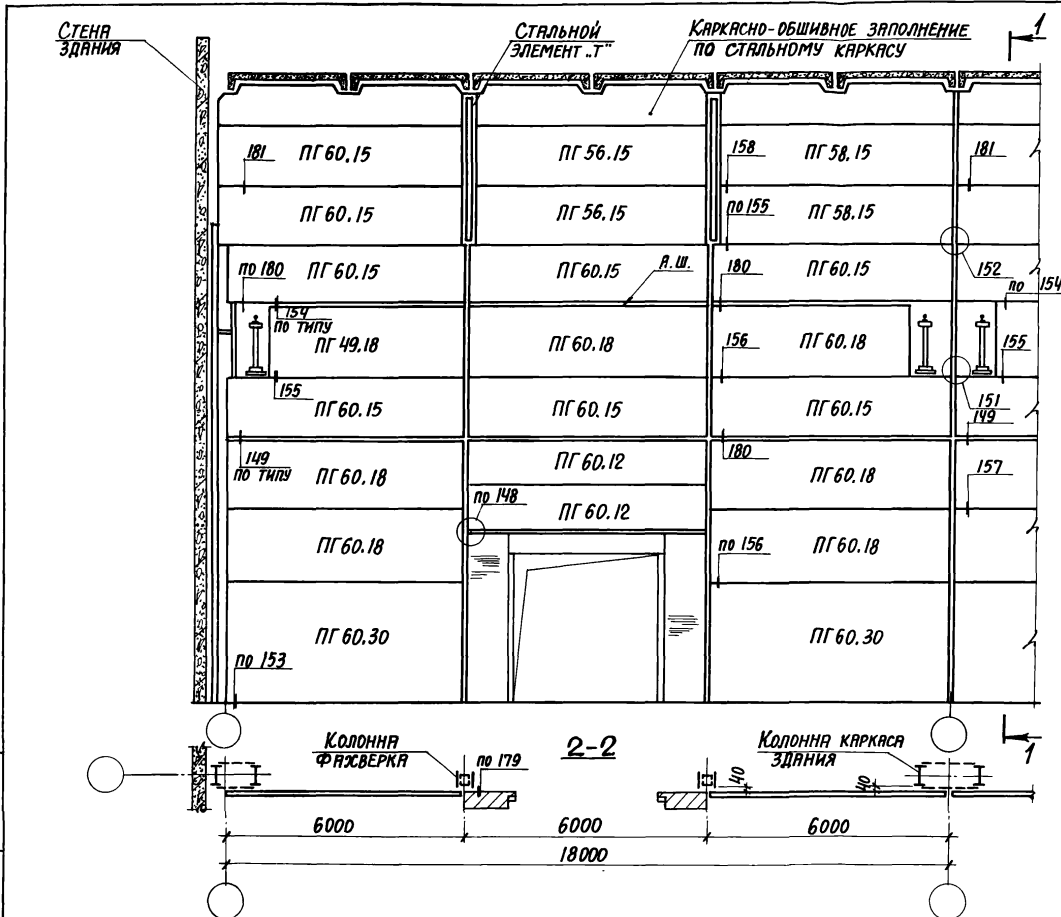 СТЕНА
ЗДАНИЯ
СТАЛЬНОЙ
ЭЛЕМЕНТ „Т"
КАРКАСНО-ОБШИВНОЕ ЗАПОЛНЕНИЕ
ПО СТАЛЬНОМУ КАРКАСУ
1
181 ПГ 60.15 ПГ 56.15 158 ПГ 58.15 181
ПГ 60.15 ПГ 56.15 по 155 ПГ 58.15
по 180 ПГ 60.15 ПГ60.15 А.Ш. 180 ПГ 60.15 152
по 154
154
ПО ТИПУ
ПГ 49.18 ПГ 60.18 156 ПГ 60.18 155
155 ПГ 60.15 ПГ 60.15 ПГ 60.15 151
149
149
ПО ТИПУ
ПГ 60.18 ПГ 60.12 180 ПГ 60.18 157
по 148 ПГ 60.12
ПГ60.18 по 156 ПГ 60.18
ПГ 60.30 ПГ 60.30
по 153
КОЛОННА
ФАХВЕРКА
по 179
2-2
КОЛОННА КАРКАСА
ЗДАНИЯ
1
40 40
6000 6000 6000
18000